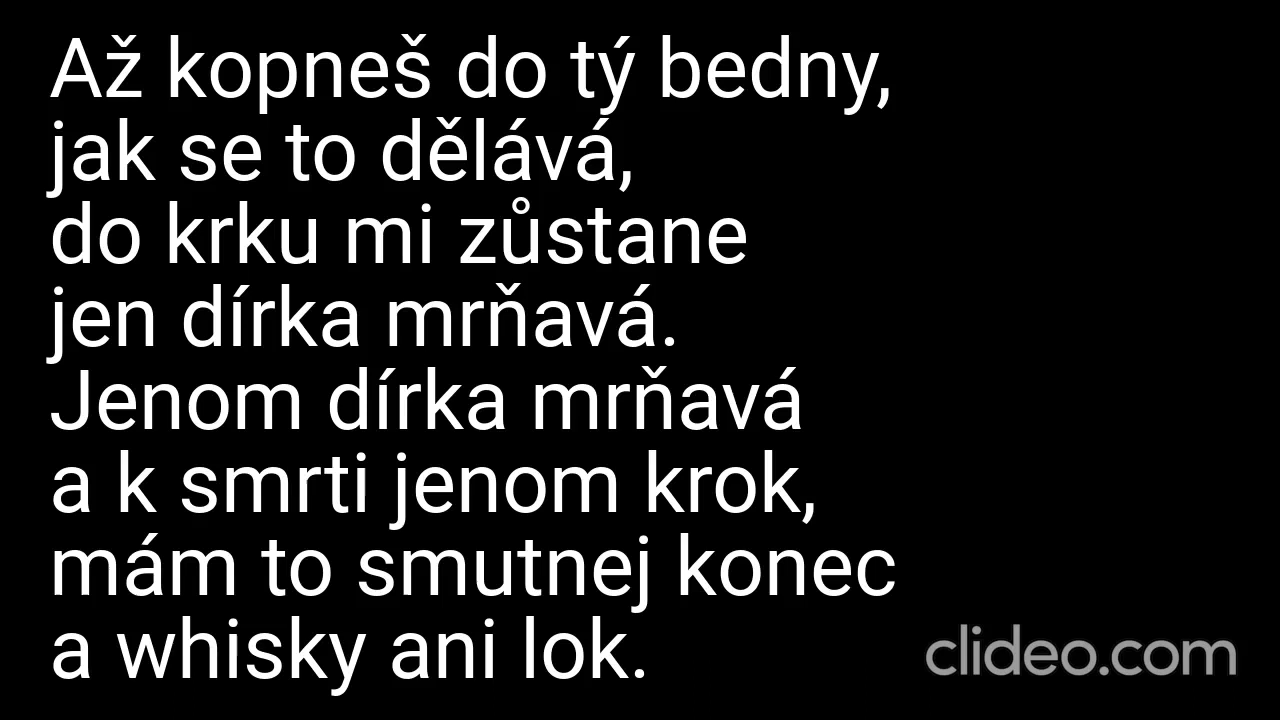 Až kopneš do tý bedny,
jak se to dělává,
do krku mi zůstane
jen dírka mrňavá.
Jenom dírka mrňavá
a k smrti jenom krok,
mám to smutnej konec
a whisky ani lok.
clideo.com